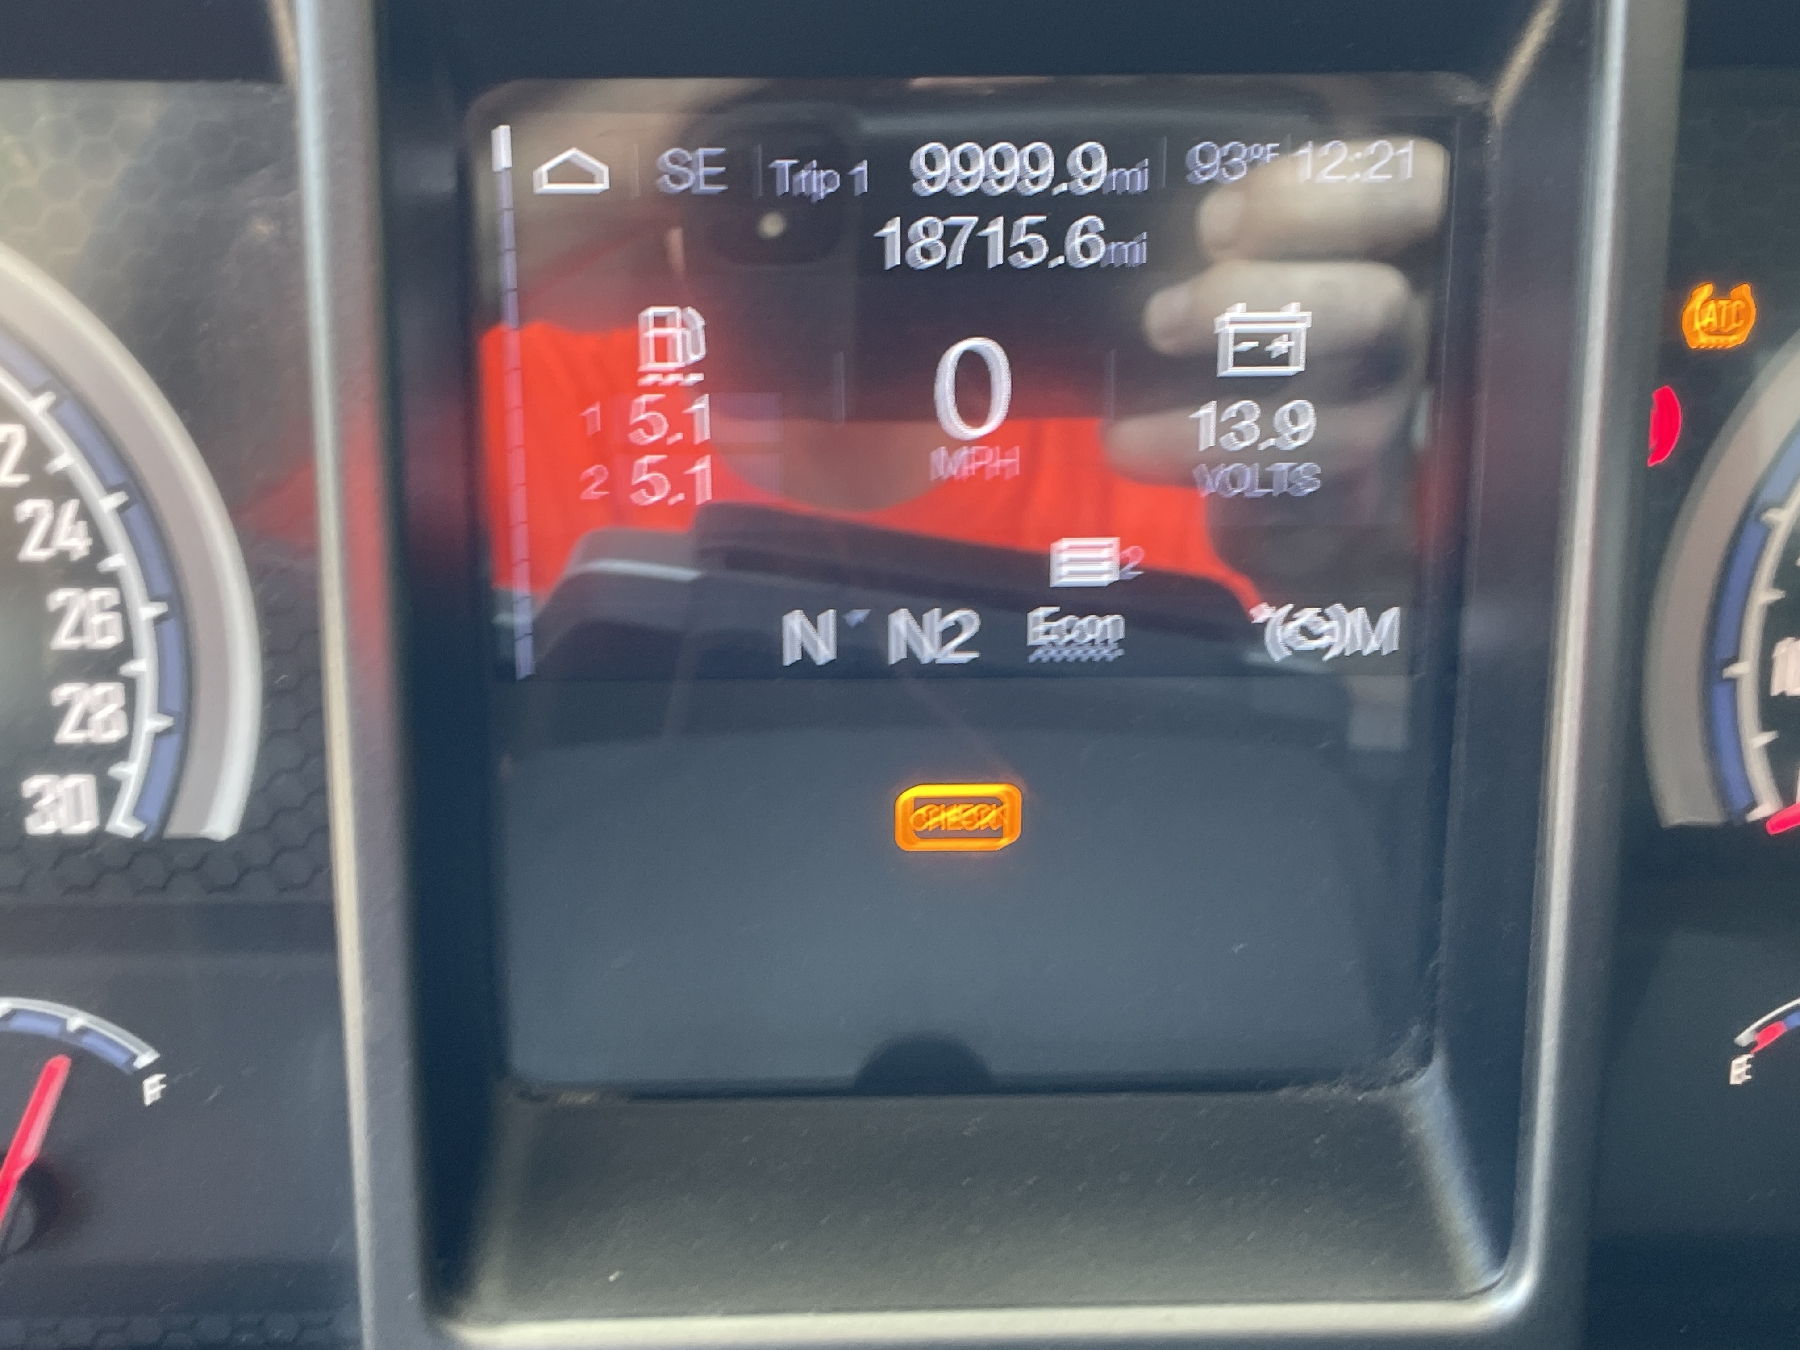 SE Trip 1 9999.9mi 93°F 12:21
18715.6mi
ATC
1 5.1
2 5.1
0
MPH
13.9
VOLTS
2
N N2 Econ M
CHECK
24
26
28
30
F
E